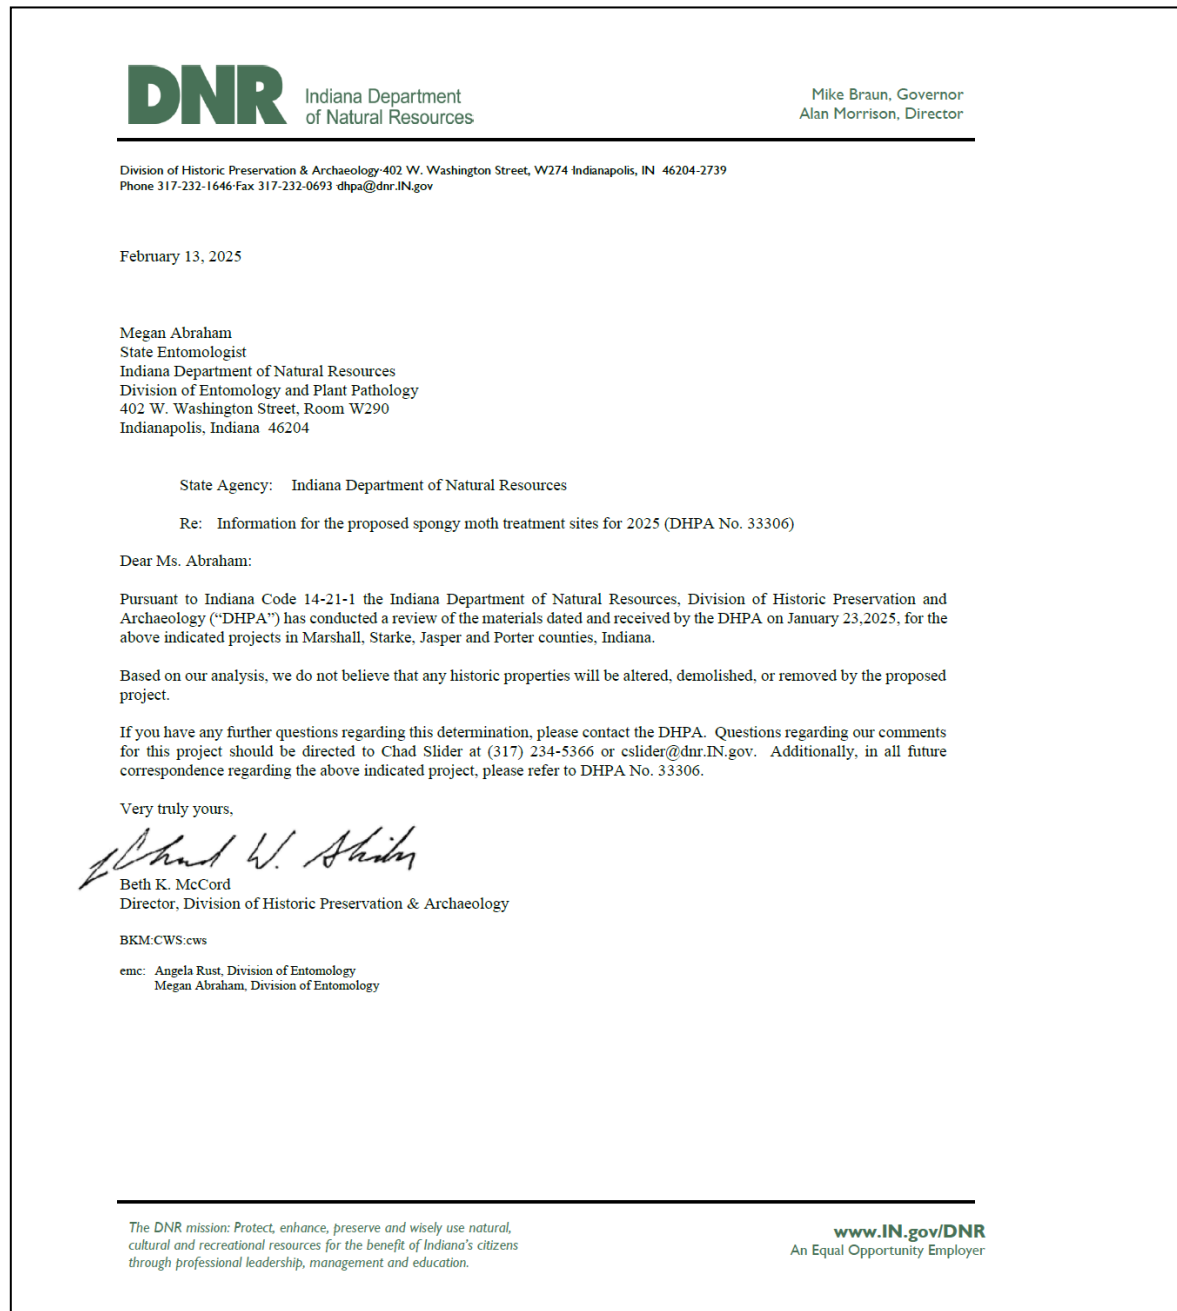 DNR
Indiana Department
of Natural Resources
Mike Braun, Governor
Alan Morrison, Director
Division of Historic Preservation & Archaeology·402 W. Washington Street, W274·Indianapolis, IN 46204-2739
Phone 317-232-1646·Fax 317-232-0693·dhpa@dnr.IN.gov
February 13, 2025
Megan Abraham
State Entomologist
Indiana Department of Natural Resources
Division of Entomology and Plant Pathology
402 W. Washington Street, Room W290
Indianapolis, Indiana 46204
State Agency: Indiana Department of Natural Resources
Re: Information for the proposed spongy moth treatment sites for 2025 (DHPA No. 33306)
Dear Ms. Abraham:
Pursuant to Indiana Code 14-21-1 the Indiana Department of Natural Resources, Division of Historic Preservation and
Archaeology (“DHPA”) has conducted a review of the materials dated and received by the DHPA on January 23,2025, for the
above indicated projects in Marshall, Starke, Jasper and Porter counties, Indiana.
Based on our analysis, we do not believe that any historic properties will be altered, demolished, or removed by the proposed
project.
If you have any further questions regarding this determination, please contact the DHPA. Questions regarding our comments
for this project should be directed to Chad Slider at (317) 234-5366 or cslider@dnr.IN.gov. Additionally, in all future
correspondence regarding the above indicated project, please refer to DHPA No. 33306.
Very truly yours,
Chad W. Slider
Beth K. McCord
Director, Division of Historic Preservation & Archaeology
BKM:CWS:cws
emc: Angela Rust, Division of Entomology
Megan Abraham, Division of Entomology
The DNR mission: Protect, enhance, preserve and wisely use natural,
cultural and recreational resources for the benefit of Indiana's citizens
through professional leadership, management and education.
www.IN.gov/DNR
An Equal Opportunity Employer